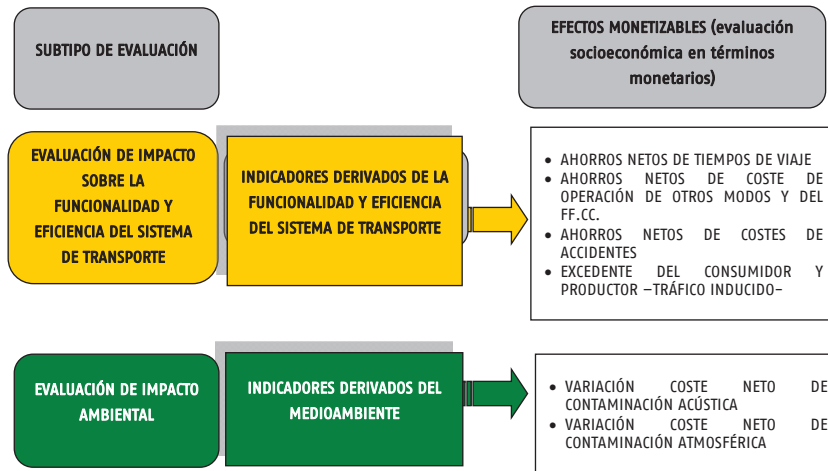 SUBTIPO DE EVALUACIÓN
EFECTOS MONETIZABLES (evaluación
socioeconómica en términos
monetarios)
EVALUACIÓN DE IMPACTO
SOBRE LA
FUNCIONALIDAD Y
EFICIENCIA DEL SISTEMA
DE TRANSPORTE
INDICADORES DERIVADOS DE LA
FUNCIONALIDAD Y EFICIENCIA
DEL SISTEMA DE TRANSPORTE
• AHORROS NETOS DE TIEMPOS DE VIAJE
• AHORROS NETOS DE COSTE DE
OPERACIÓN DE OTROS MODOS Y DEL
FF.CC.
• AHORROS NETOS DE COSTES DE
ACCIDENTES
• EXCEDENTE DEL CONSUMIDOR Y
PRODUCTOR –TRÁFICO INDUCIDO–
EVALUACIÓN DE IMPACTO
AMBIENTAL
INDICADORES DERIVADOS DEL
MEDIOAMBIENTE
• VARIACIÓN COSTE NETO DE
CONTAMINACIÓN ACÚSTICA
• VARIACIÓN COSTE NETO DE
CONTAMINACIÓN ATMOSFÉRICA